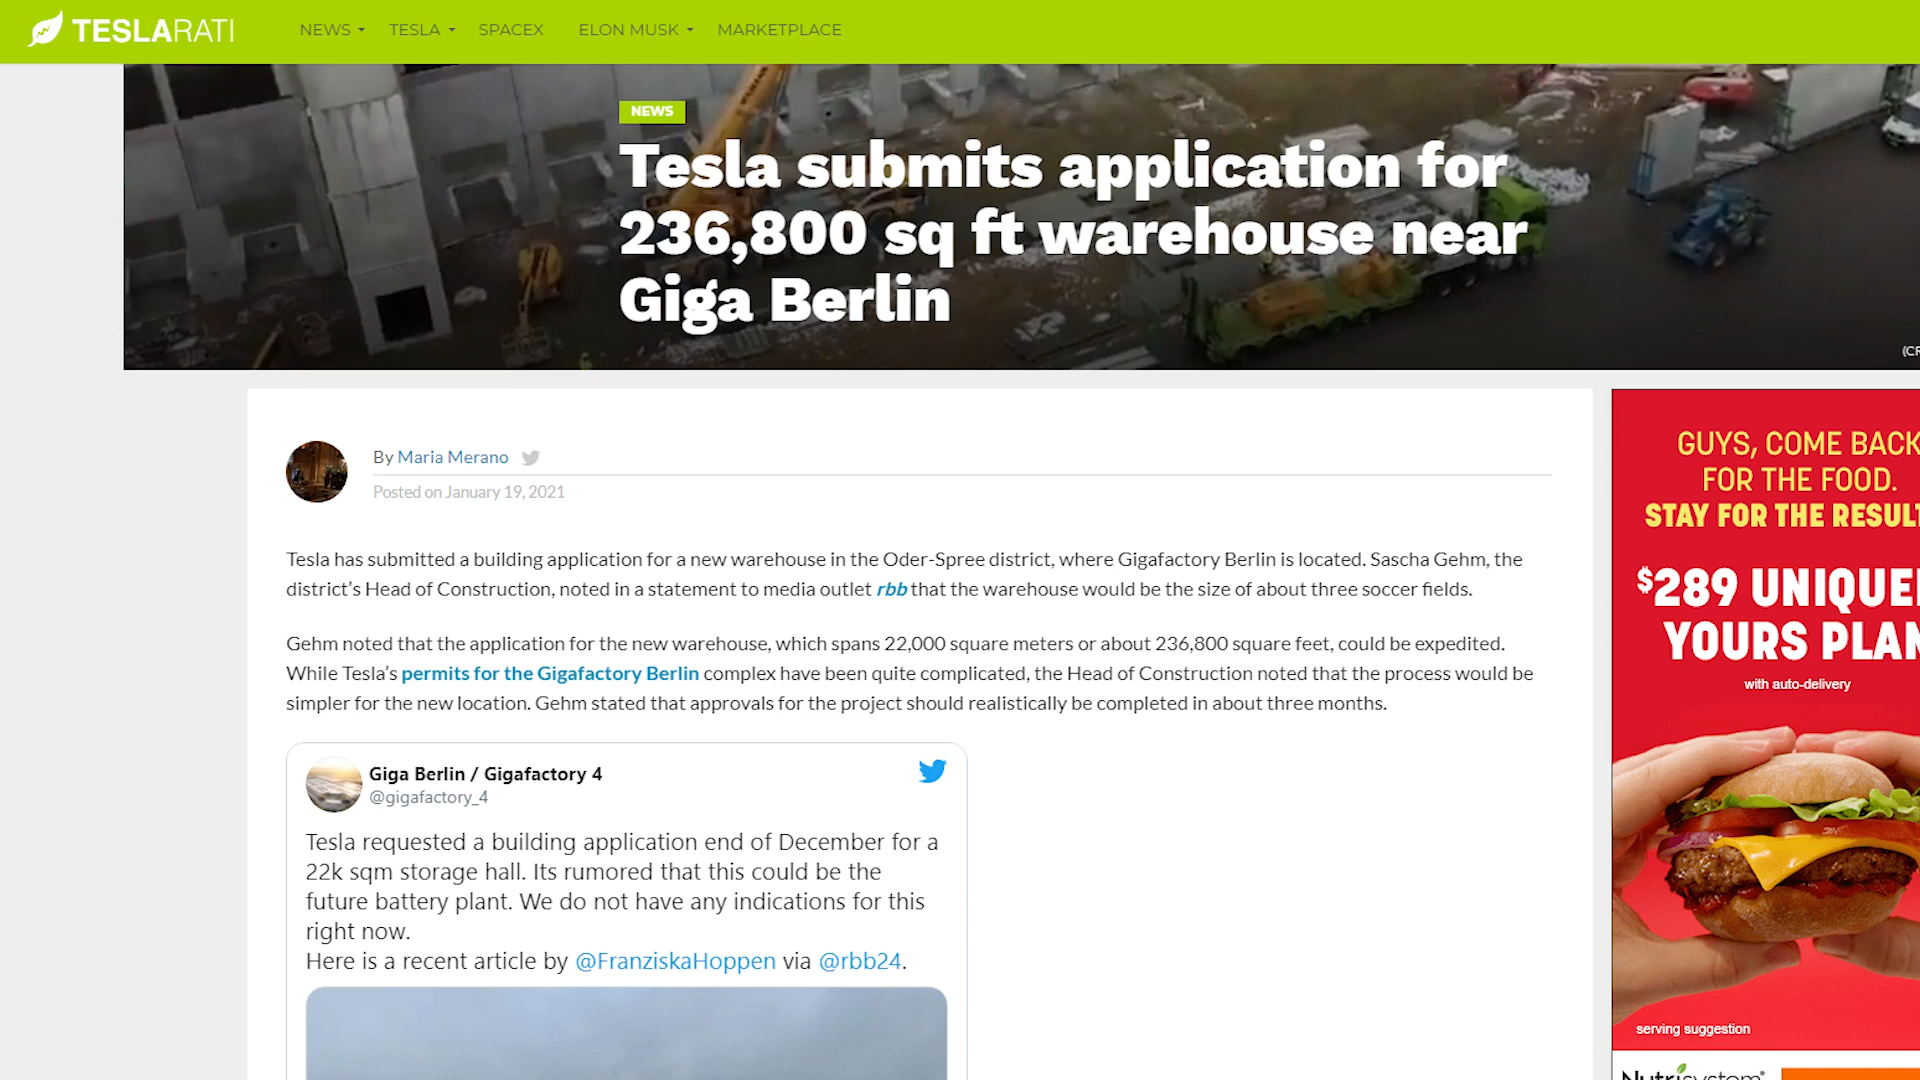 TESLARATI
NEWS TESLA SPACEX ELON MUSK MARKETPLACE
NEWS
Tesla submits application for
236,800 sq ft warehouse near
Giga Berlin
By Maria Merano
Posted on January 19, 2021
Tesla has submitted a building application for a new warehouse in the Oder-Spree district, where Gigafactory Berlin is located. Sascha Gehm, the
district's Head of Construction, noted in a statement to media outlet rbb that the warehouse would be the size of about three soccer fields.
Gehm noted that the application for the new warehouse, which spans 22,000 square meters or about 236,800 square feet, could be expedited.
While Tesla's permits for the Gigafactory Berlin complex have been quite complicated, the Head of Construction noted that the process would be
simpler for the new location. Gehm stated that approvals for the project should realistically be completed in about three months.
Giga Berlin / Gigafactory 4
@gigafactory_4
Tesla requested a building application end of December for a
22k sqm storage hall. Its rumored that this could be the
future battery plant. We do not have any indications for this
right now.
Here is a recent article by @FranziskaHoppen via @rbb24.
GUYS, COME BACK
FOR THE FOOD.
STAY FOR THE RESULT
$289 UNIQUE
YOURS PLAN
with auto-delivery
serving suggestion
Nutrisystem